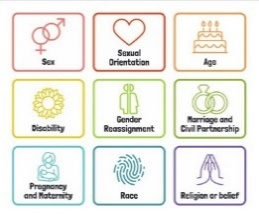 Sex
Sexual
Orientation
Age
Disability
Gender
Reassignment
Marriage and
Civil Partnership
Pregnancy
and Maternity
Race
Religion or belief